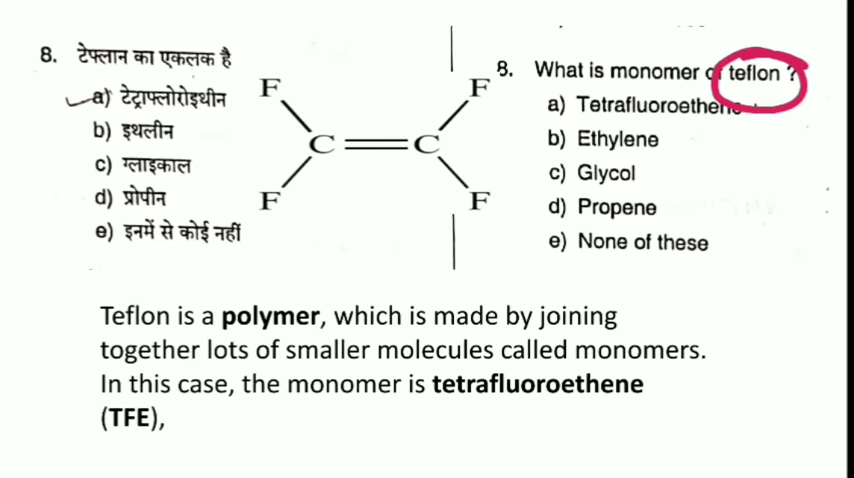 8. टेफ्लान का एकलक है
a) टेट्राफ्लोरोइथीन
b) इथलीन
c) ग्लाइकाल
d) प्रोपीन
e) इनमें से कोई नहीं
F F
C C
F F
8. What is monomer of teflon ?
a) Tetrafluoroethene
b) Ethylene
c) Glycol
d) Propene
e) None of these
Teflon is a polymer, which is made by joining
together lots of smaller molecules called monomers.
In this case, the monomer is tetrafluoroethene
(TFE),